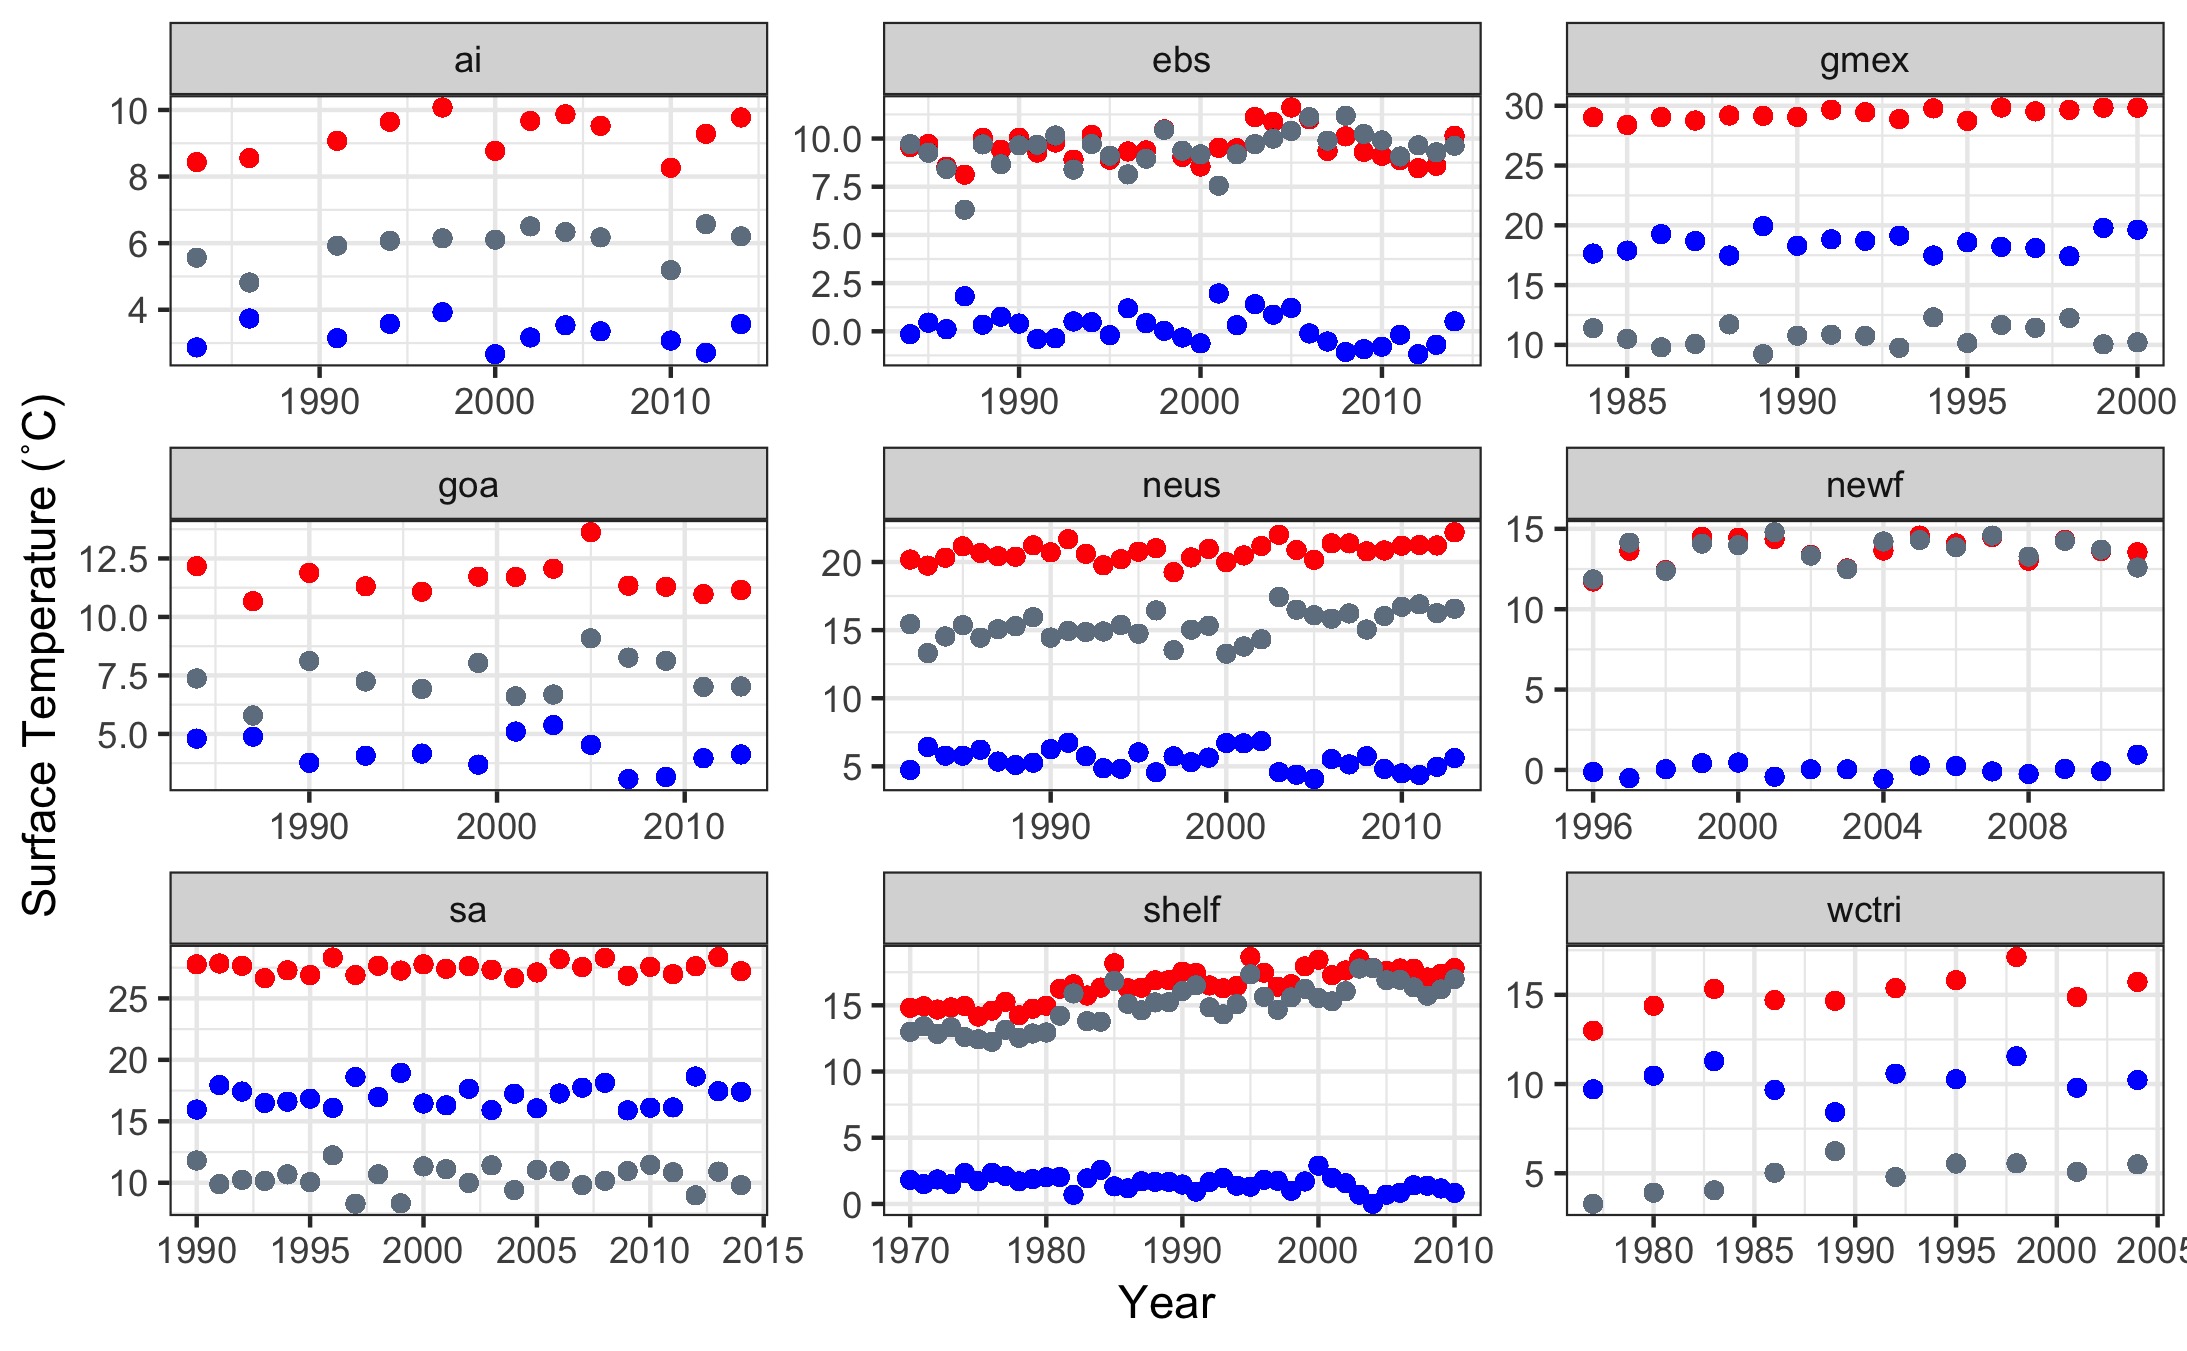 ai ebs gmex
10
8
6
4
10.0
7.5
5.0
2.5
0.0
30
25
20
15
10
1990 2000 2010
1990 2000 2010
1985 1990 1995 2000
goa neus newf
12.5
10.0
7.5
5.0
20
15
10
5
15
10
5
0
1990 2000 2010
1990 2000 2010
1996 2000 2004 2008
sa shelf wctri
25
20
15
10
15
10
5
0
15
10
5
1990 1995 2000 2005 2010 2015
1970 1980 1990 2000 2010
1980 1985 1990 1995 2000 2005
Surface Temperature (˚C)
Year